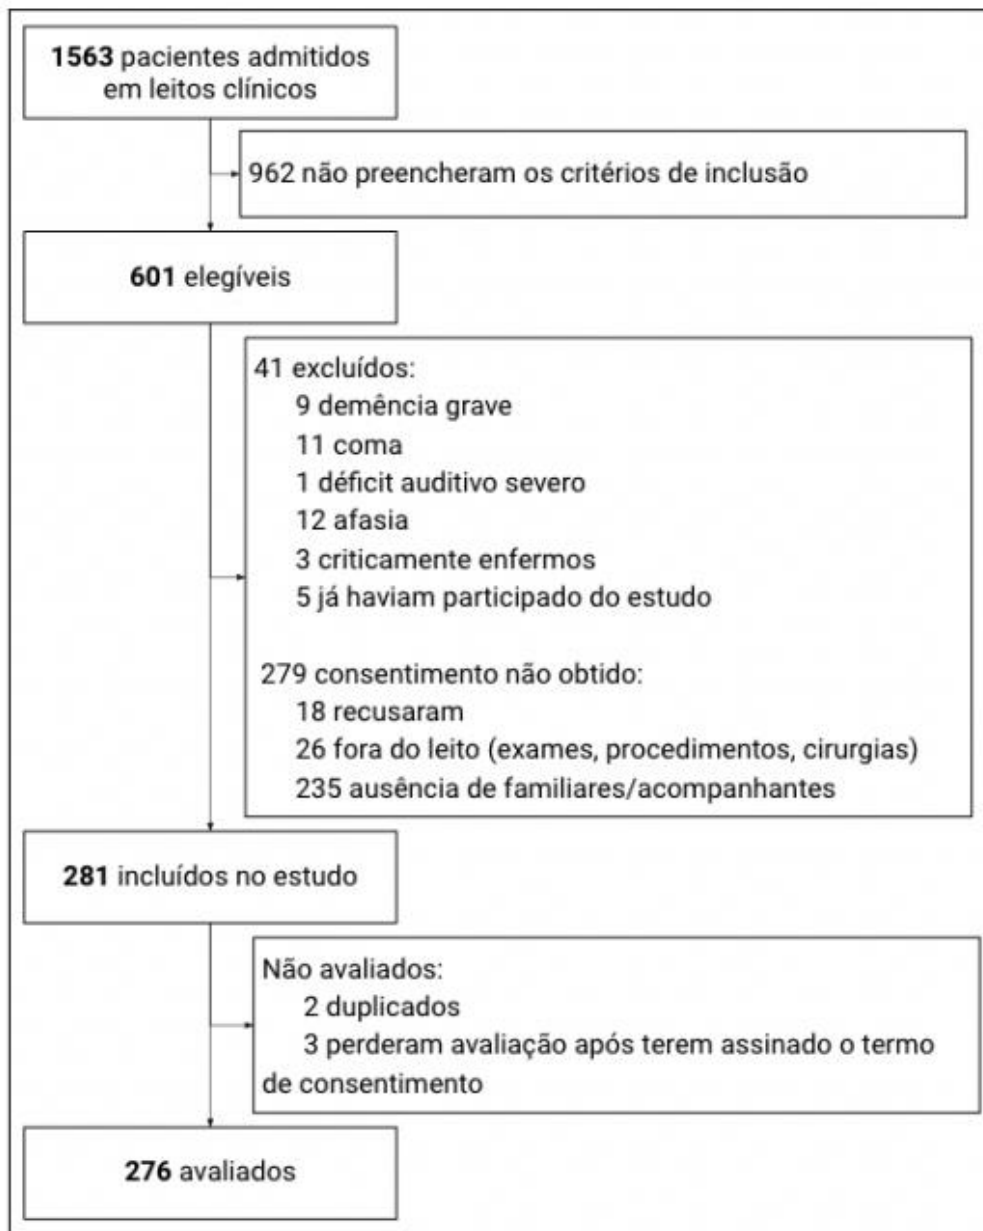 1563 pacientes admitidos
em leitos clínicos
962 não preencheram os critérios de inclusão
601 elegíveis
41 excluídos:
9 demência grave
11 coma
1 déficit auditivo severo
12 afasia
3 criticamente enfermos
5 já haviam participado do estudo
279 consentimento não obtido:
18 recusaram
26 fora do leito (exames, procedimentos, cirurgias)
235 ausência de familiares/acompanhantes
281 incluídos no estudo
Não avaliados:
2 duplicados
3 perderam avaliação após terem assinado o termo
de consentimento
276 avaliados